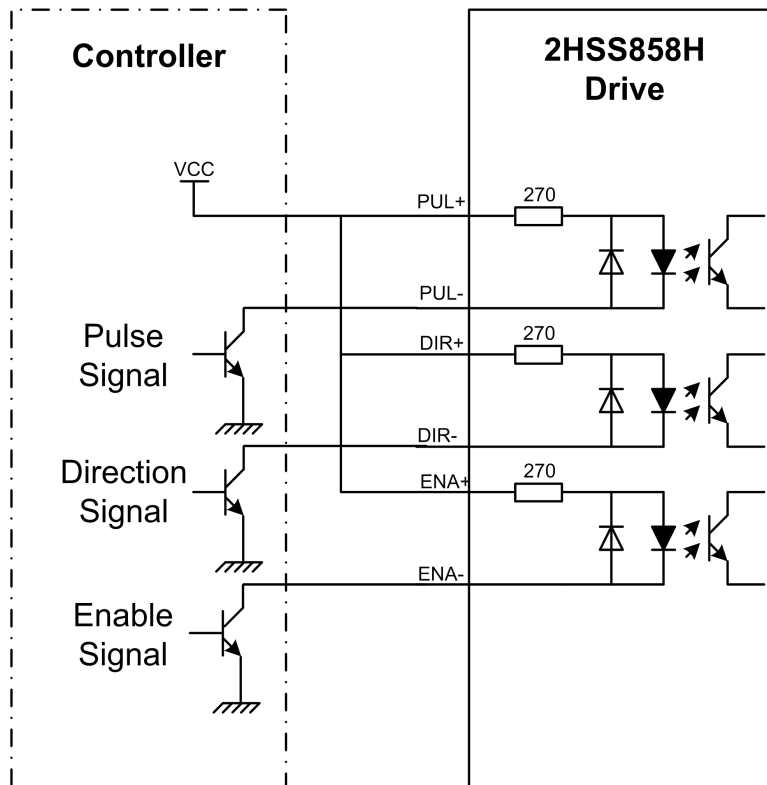 Controller
2HSS858H
Drive
VCC
PUL+
270
PUL-
Pulse
Signal
DIR+
270
DIR-
Direction
Signal
ENA+
270
ENA-
Enable
Signal